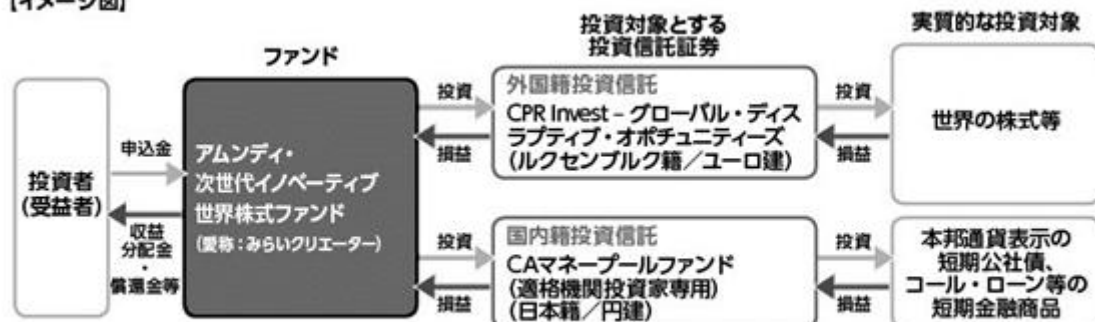 【イメージ図】
投資対象とする
投資信託証券
実質的な投資対象
ファンド
投資者
(受益者)
申込金
収益
分配金
・
償還金等
アムンディ・
次世代イノベーティブ
世界株式ファンド
(愛称：みらいクリエーター)
投資
損益
外国籍投資信託
CPR Invest – グローバル・ディス
ラプティブ・オポチュニティーズ
(ルクセンブルク籍／ユーロ建)
投資
損益
世界の株式等
投資
損益
国内籍投資信託
CAマネープールファンド
(適格機関投資家専用)
(日本籍／円建)
投資
損益
本邦通貨表示の
短期公社債、
コール・ローン等の
短期金融商品